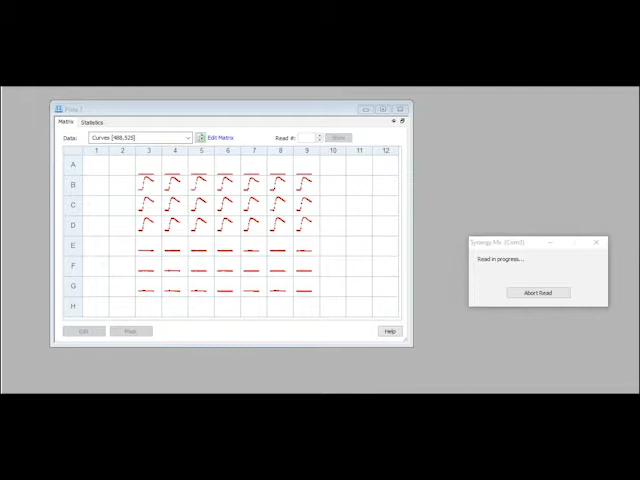 Plate 1
Matrix Statistics
Data: Curves [488,525] Edit Matrix Read #:
1 2 3 4 5 6 7 8 9 10 11 12
A
B
C
D
E
F
G
H
Edit Mask Help
Synergy Mx (Com3)
Read in progress...
Abort Read